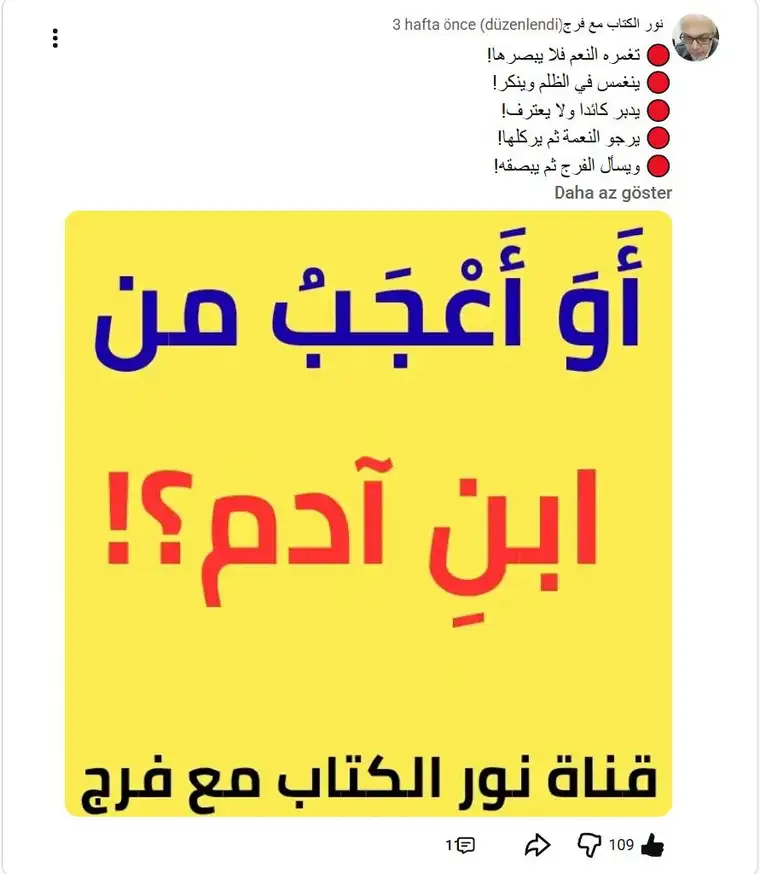 نور الكتاب مع فرج 3 hafta önce (düzenlendi)
🔴 تغمره النعم فلا يبصرها!
🔴 ينغمس في الظلم وينكر!
🔴 يدبر كائدا ولا يعترف!
🔴 يرجو النعمة ثم يركلها!
🔴 ويسأل الفرج ثم يبصقه!
Daha az göster
أَوَ أَعْجَبُ من
ابنِ آدم؟!
قناة نور الكتاب مع فرج
109
11